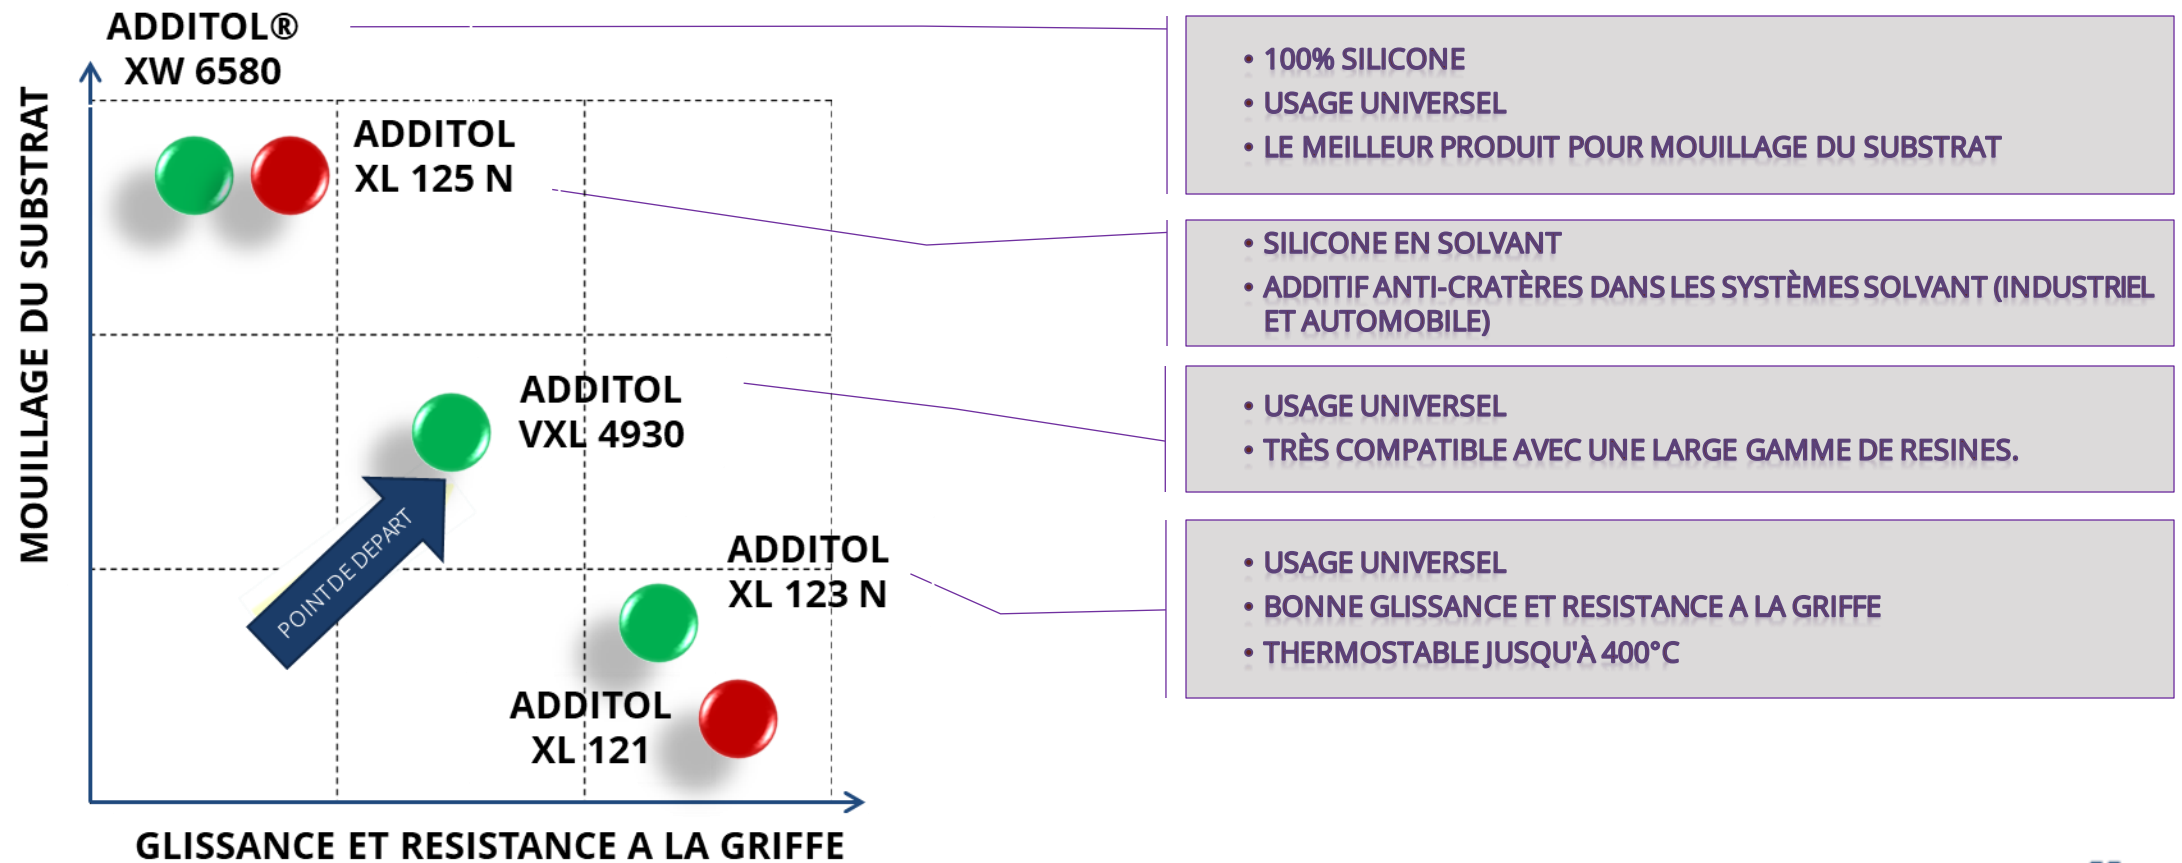 ADDITOL®
XW 6580
MOUILLAGE DU SUBSTRAT
ADDITOL
XL 125 N
ADDITOL
VXL 4930
POINT DE DEPART
ADDITOL
XL 123 N
ADDITOL
XL 121
GLISSANCE ET RESISTANCE A LA GRIFFE
• 100% SILICONE
• USAGE UNIVERSEL
• LE MEILLEUR PRODUIT POUR MOUILLAGE DU SUBSTRAT
• SILICONE EN SOLVANT
• ADDITIF ANTI-CRATÈRES DANS LES SYSTÈMES SOLVANT (INDUSTRIEL
ET AUTOMOBILE)
• USAGE UNIVERSEL
• TRÈS COMPATIBLE AVEC UNE LARGE GAMME DE RESINES.
• USAGE UNIVERSEL
• BONNE GLISSANCE ET RESISTANCE A LA GRIFFE
• THERMOSTABLE JUSQU'À 400°C